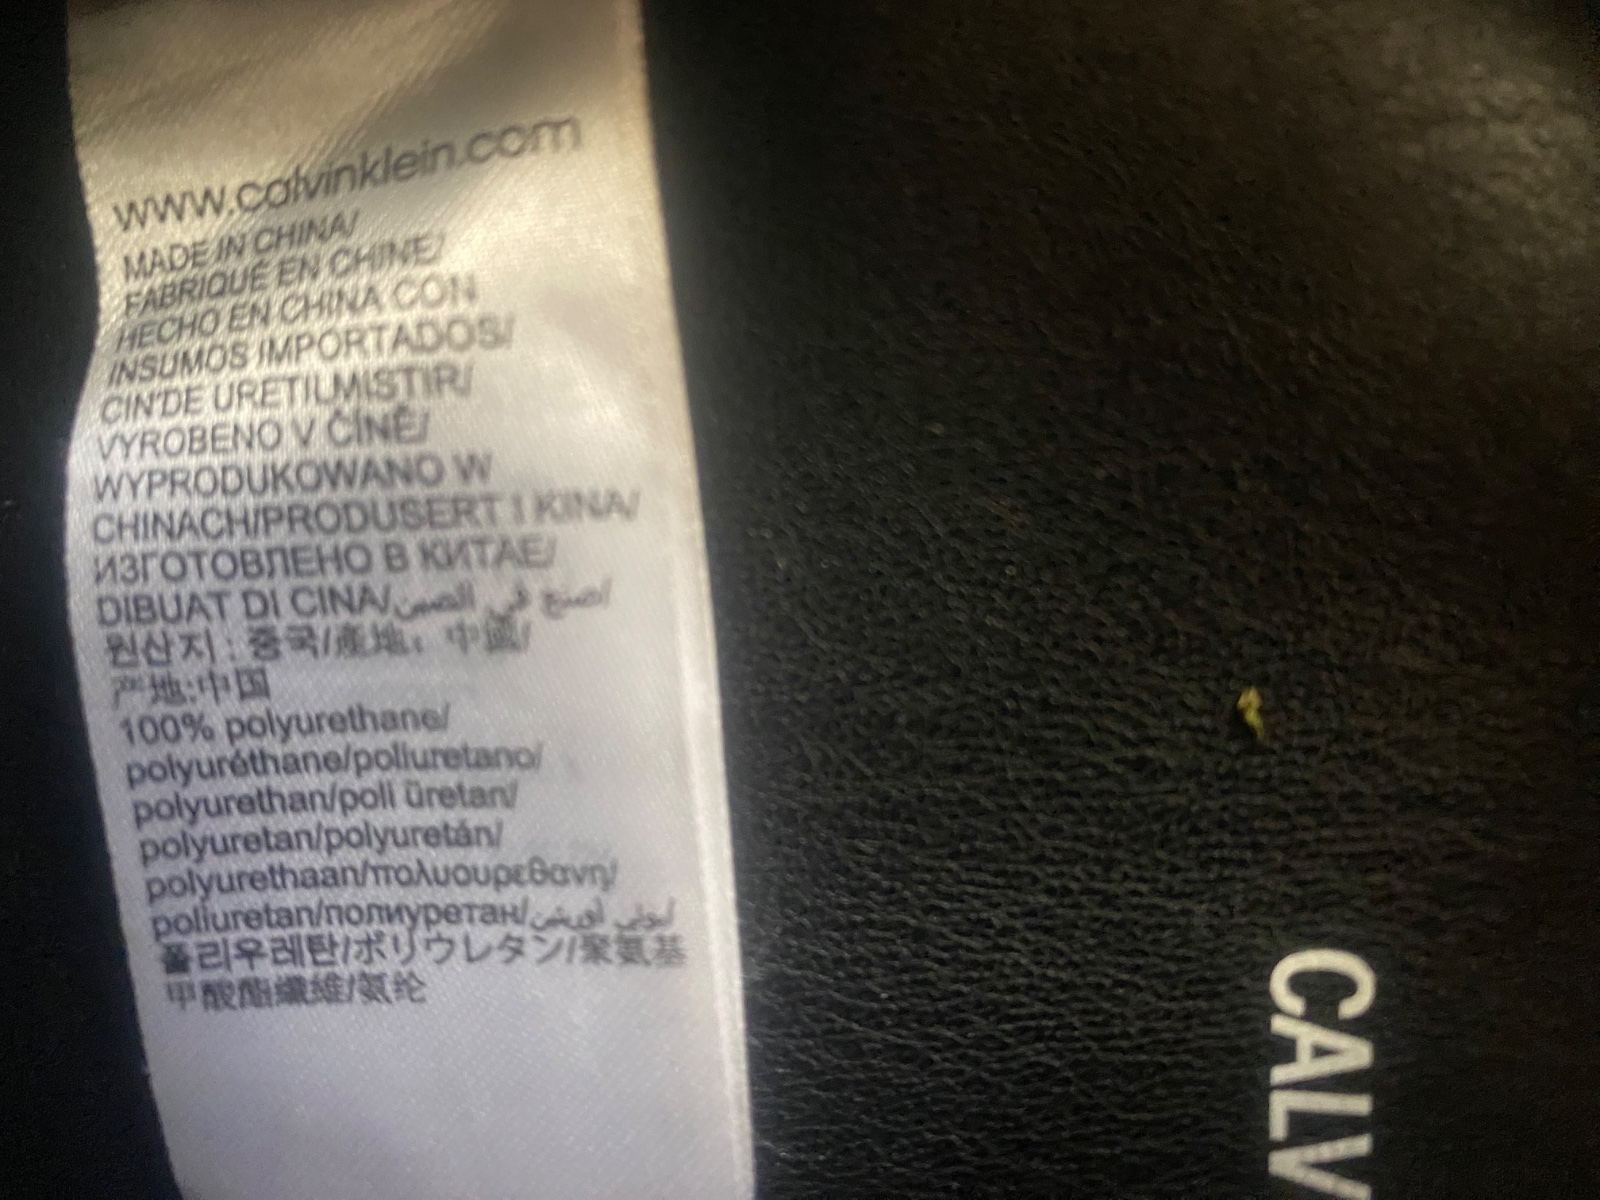 www.calvinklein.com
MADE IN CHINA/
FABRIQUÉ EN CHINE/
HECHO EN CHINA CON
INSUMOS IMPORTADOS/
CIN'DE URETILMISTIR/
VYROBENO V ČÍNĚ/
WYPRODUKOWANO W
CHINACH/PRODUSERT I KINA/
ИЗГОТОВЛЕНО В КИТАЕ/
DIBUAT DI CINA/صنع في الصين/
원산지 : 중국/產地：中國/
产地:中国
100% polyurethane/
polyuréthane/poliuretano/
polyurethan/poli üretan/
polyuretan/polyuretán/
polyurethaan/πολυουρεθανη/
poliuretan/полиуретан/بولي أوريثين/
폴리우레탄/ポリウレタン/聚氨基
甲酸酯纖維/氨纶
CALV